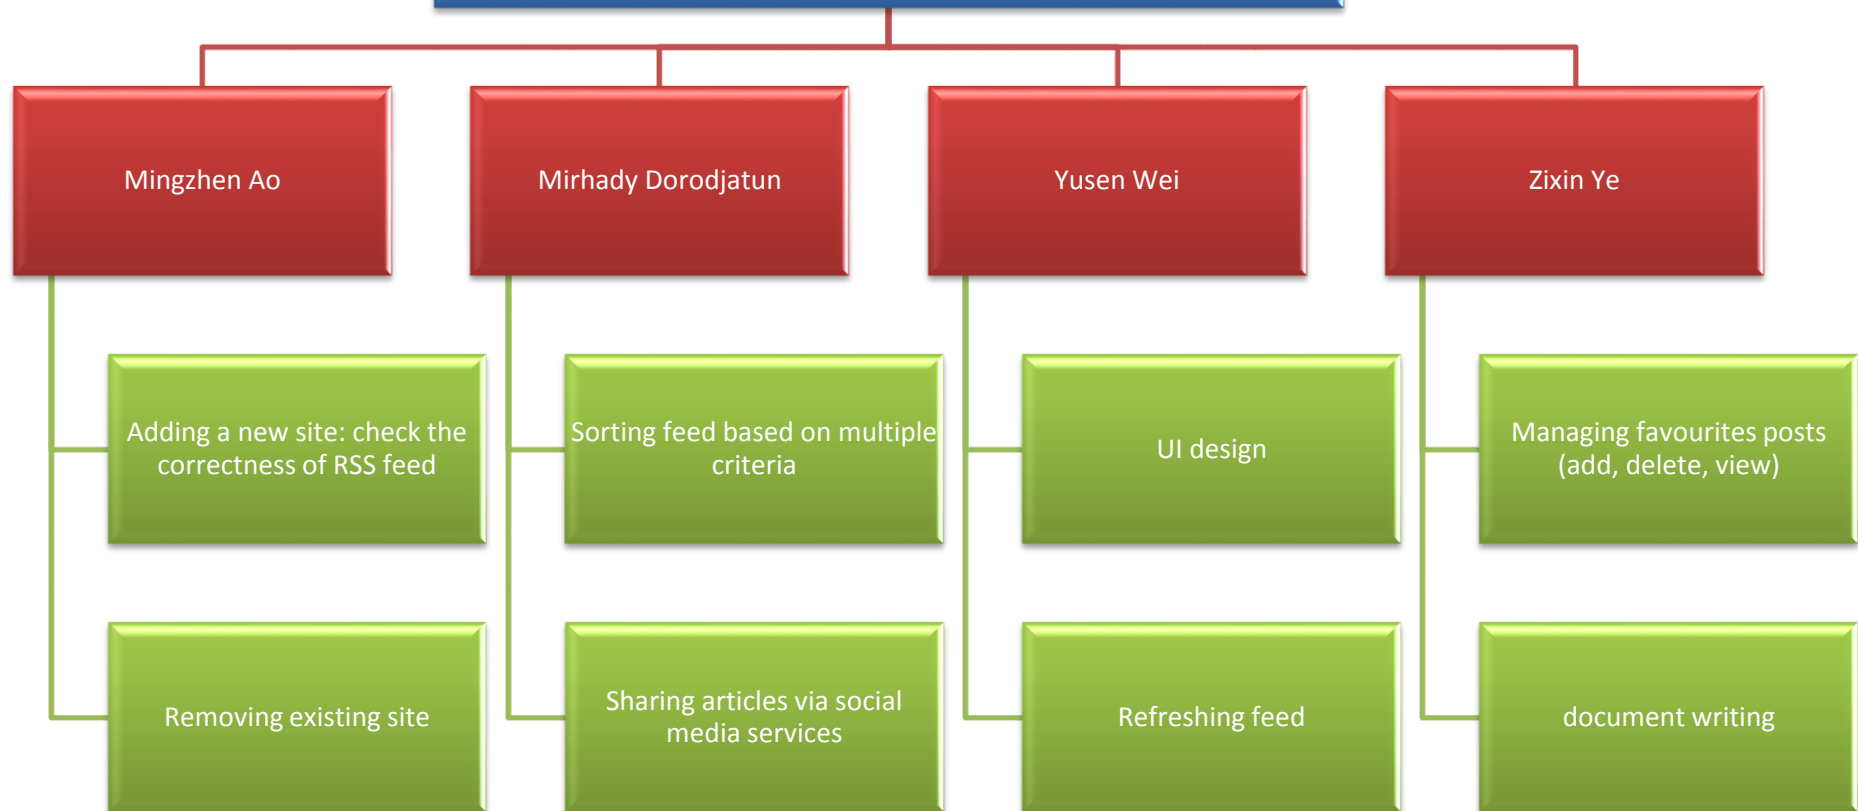 Mingzhen Ao
Mirhady Dorodjatun
Yusen Wei
Zixin Ye
Adding a new site: check the
correctness of RSS feed
Sorting feed based on multiple
criteria
UI design
Managing favourites posts
(add, delete, view)
Removing existing site
Sharing articles via social
media services
Refreshing feed
document writing